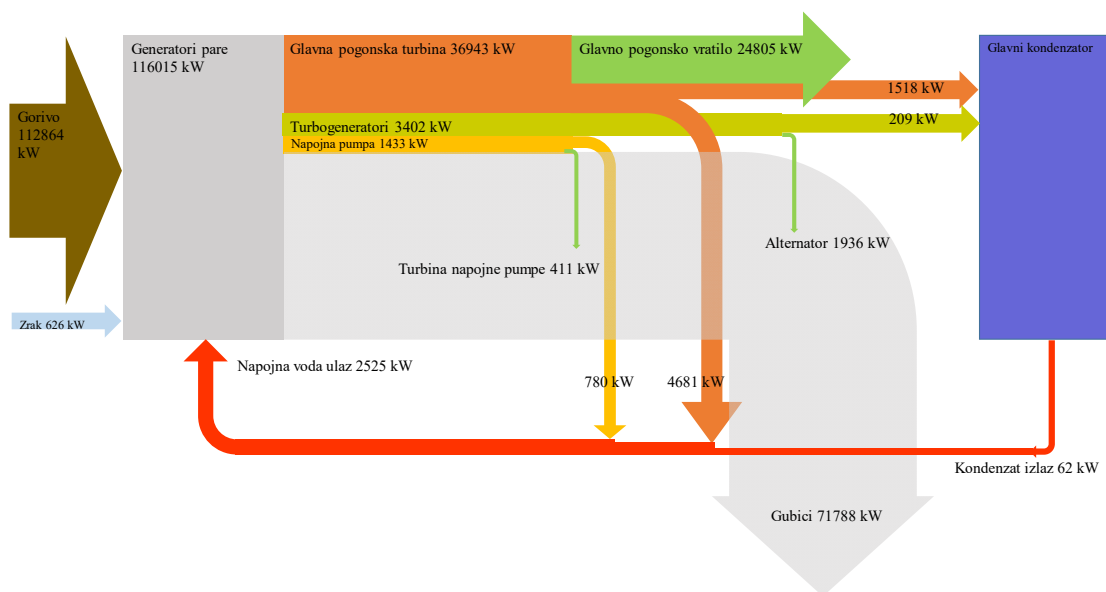 Generatori pare
116015 kW
Glavna pogonska turbina 36943 kW
Glavno pogonsko vratilo 24805 kW
Glavni kondenzator
1518 kW
Gorivo
112864
kW
Turbogeneratori 3402 kW
209 kW
Napojna pumpa 1433 kW
Alternator 1936 kW
Turbina napojne pumpe 411 kW
Zrak 626 kW
Napojna voda ulaz 2525 kW
780 kW
4681 kW
Kondenzat izlaz 62 kW
Gubici 71788 kW